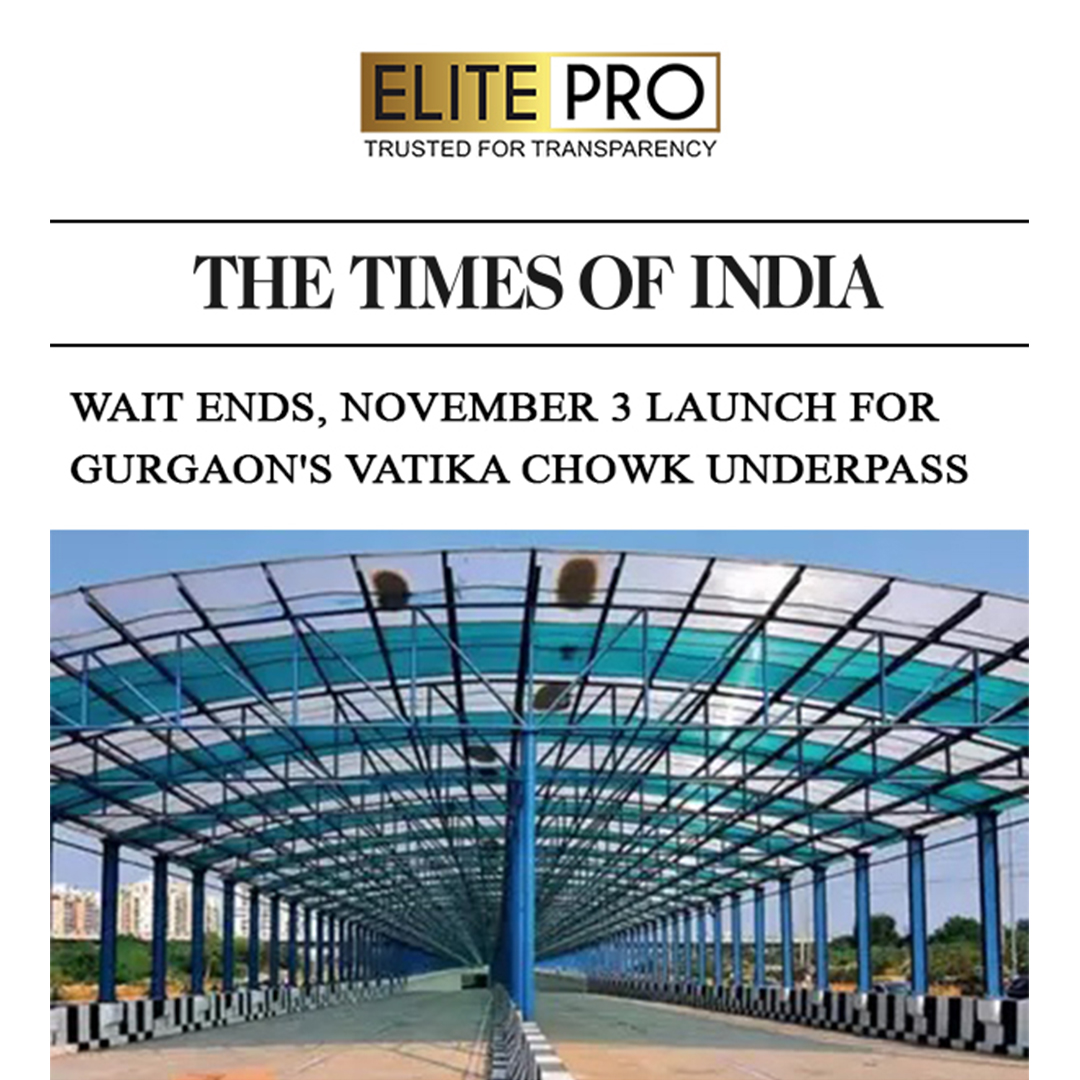 ELITE PRO
TRUSTED FOR TRANSPARENCY
THE TIMES OF INDIA
WAIT ENDS, NOVEMBER 3 LAUNCH FOR
GURGAON'S VATIKA CHOWK UNDERPASS